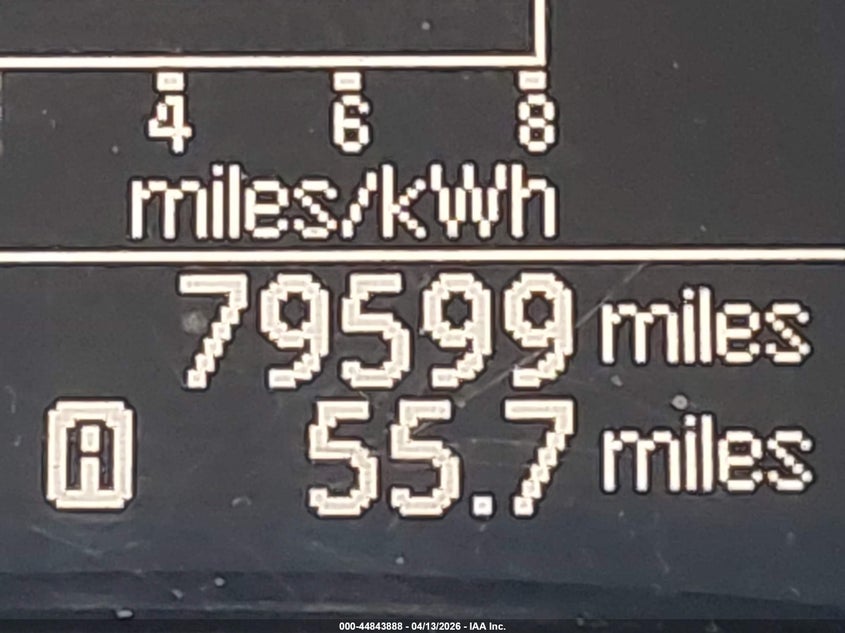 4 6 8
miles/kWh
79599 miles
A 55.7 miles
000-44843888 - 04/13/2026 - IAA Inc.